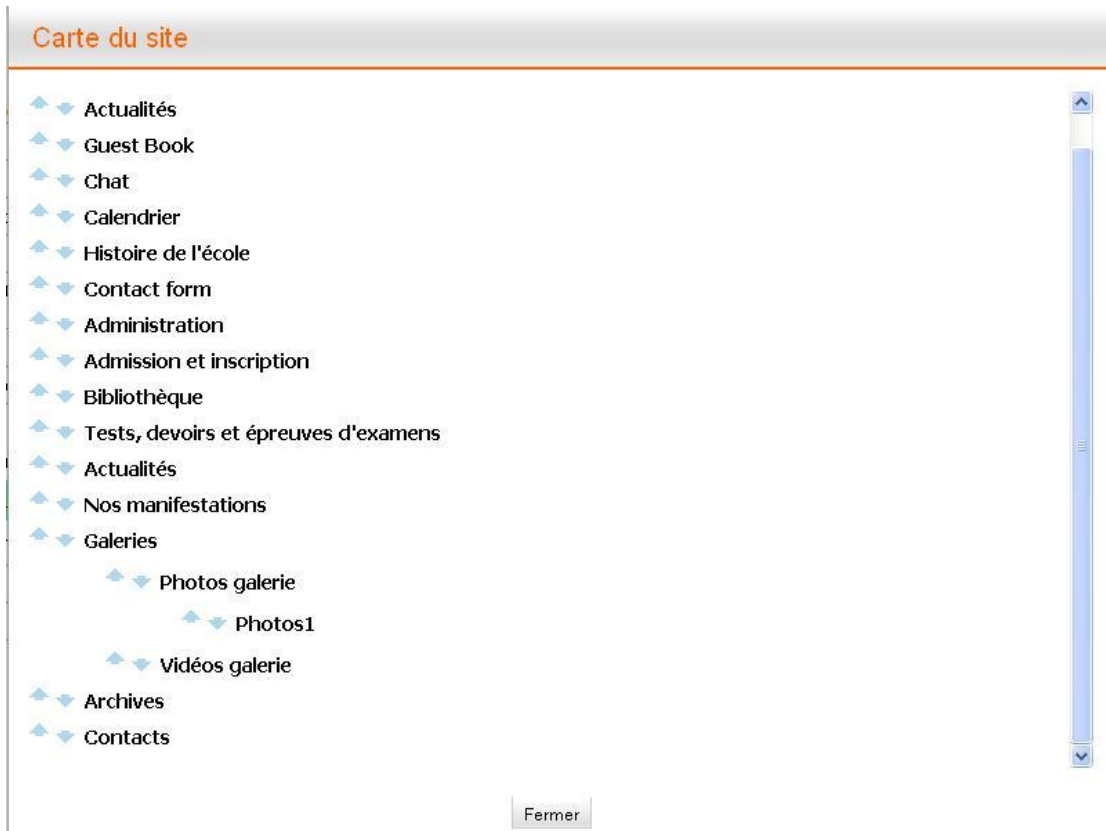 Carte du site
Actualités
Guest Book
Chat
Calendrier
Histoire de l'école
Contact form
Administration
Admission et inscription
Bibliothèque
Tests, devoirs et épreuves d'examens
Actualités
Nos manifestations
Galeries
Photos galerie
Photos1
Vidéos galerie
Archives
Contacts
Fermer